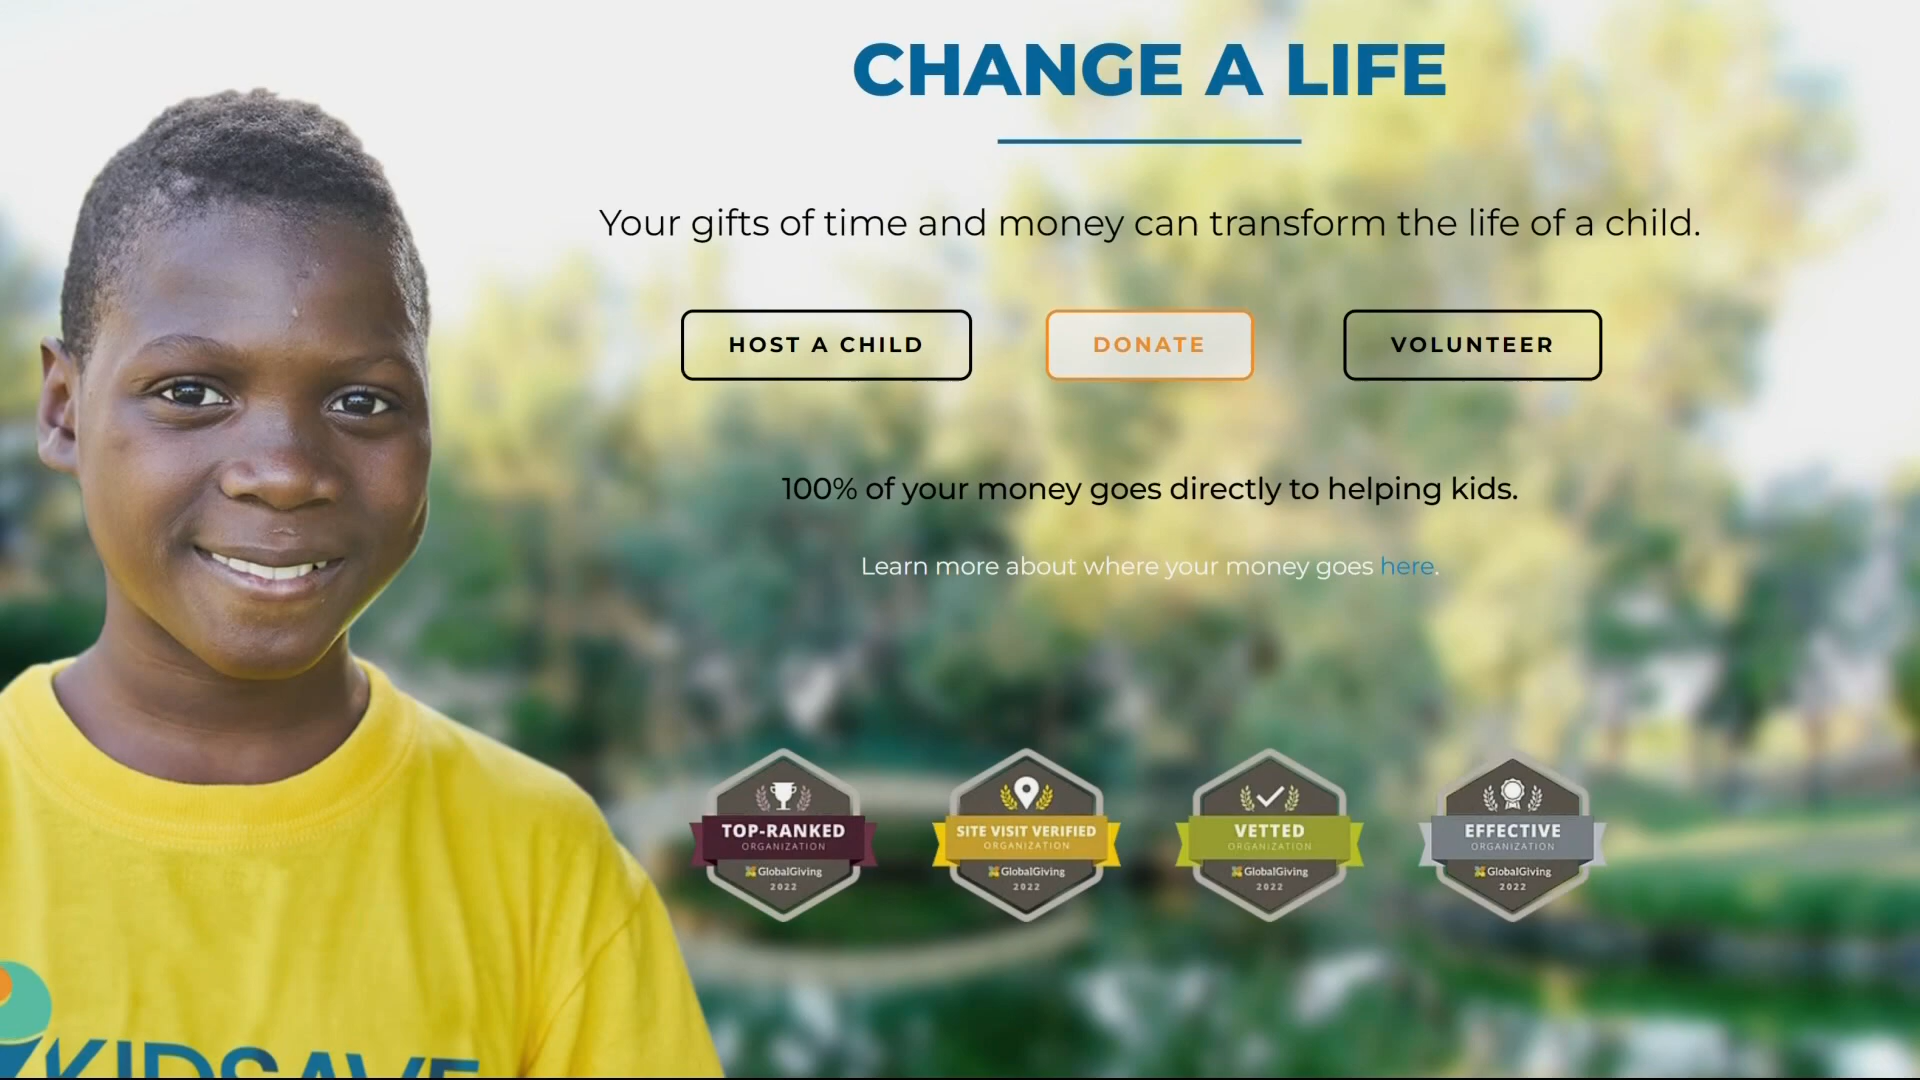 CHANGE A LIFE
Your gifts of time and money can transform the life of a child.
HOST A CHILD
DONATE
VOLUNTEER
100% of your money goes directly to helping kids.
Learn more about where your money goes here.
TOP-RANKED
ORGANIZATION
GlobalGiving
2022
SITE VISIT VERIFIED
ORGANIZATION
GlobalGiving
2022
VETTED
ORGANIZATION
GlobalGiving
2022
EFFECTIVE
ORGANIZATION
GlobalGiving
2022
KIDSAVE